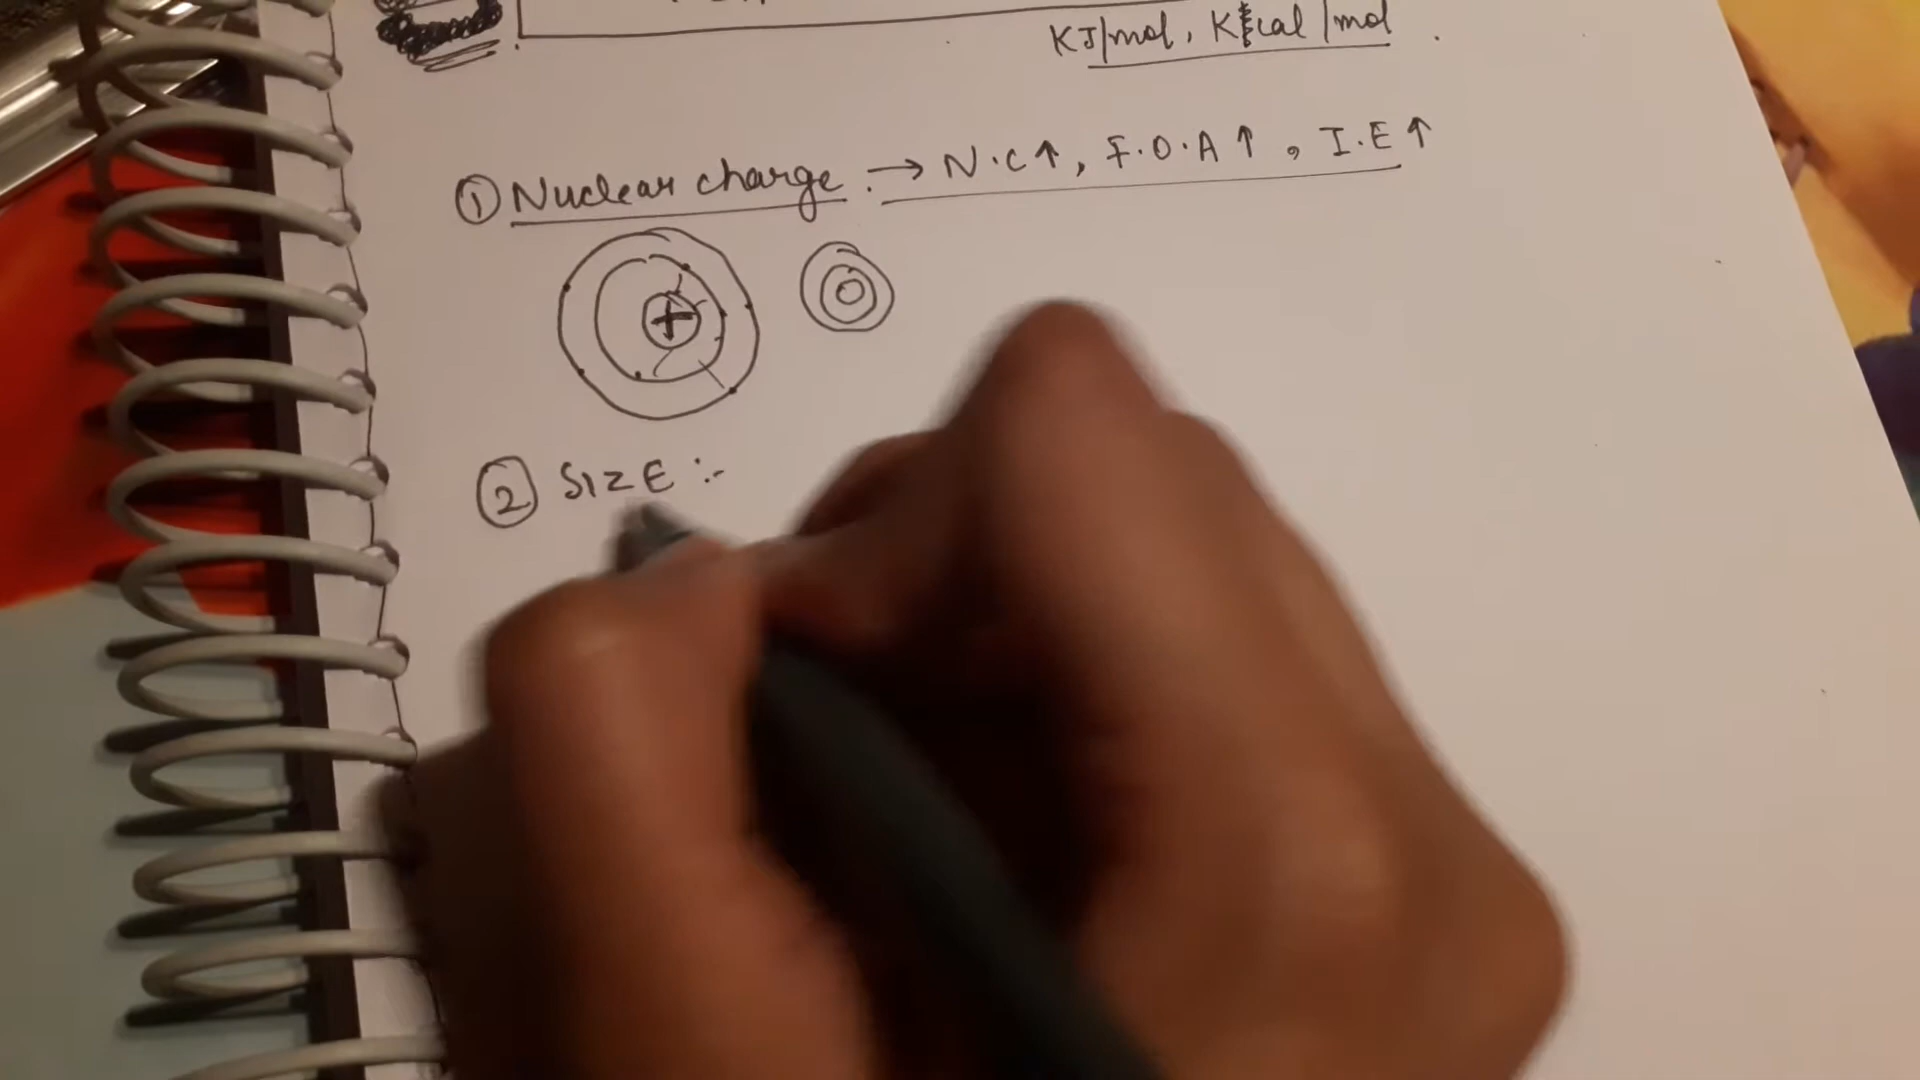 KJ/mol, Kcal/mol .
① Nuclear charge :→ N.C↑, F.O.A↑, I.E↑
+
② SIZE :-